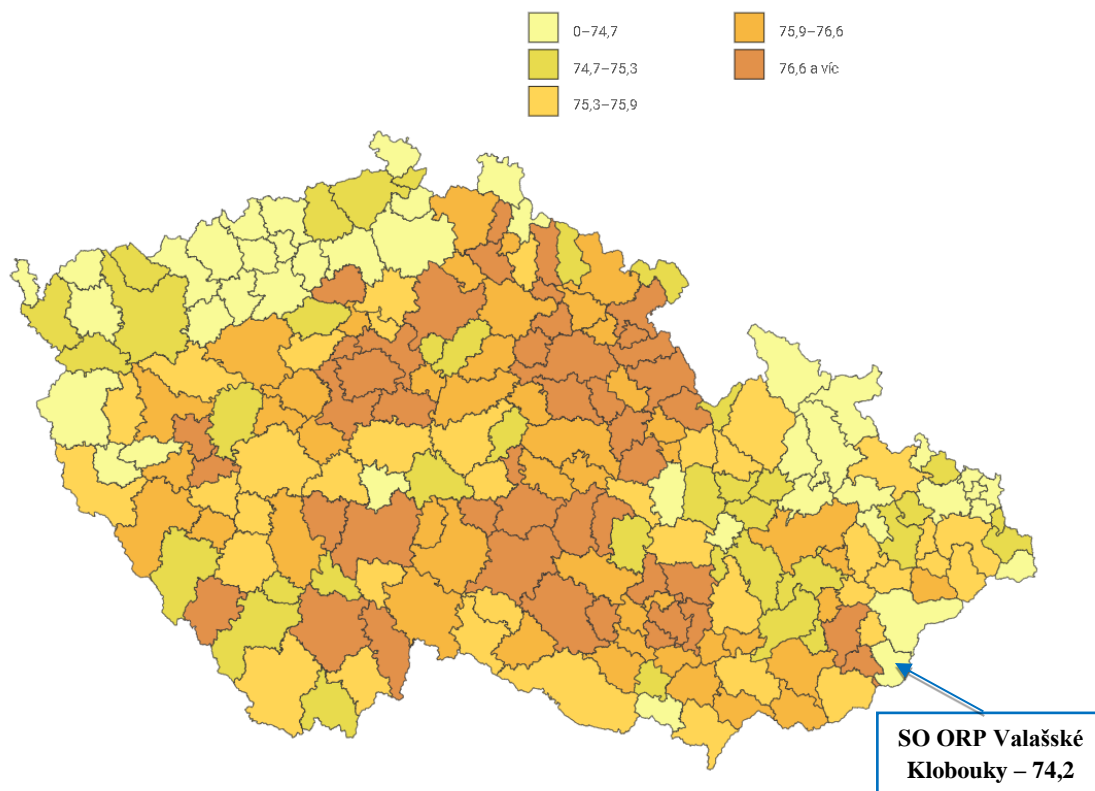 0–74,7
74,7–75,3
75,3–75,9
75,9–76,6
76,6 a víc
SO ORP Valašské
Klobouky – 74,2